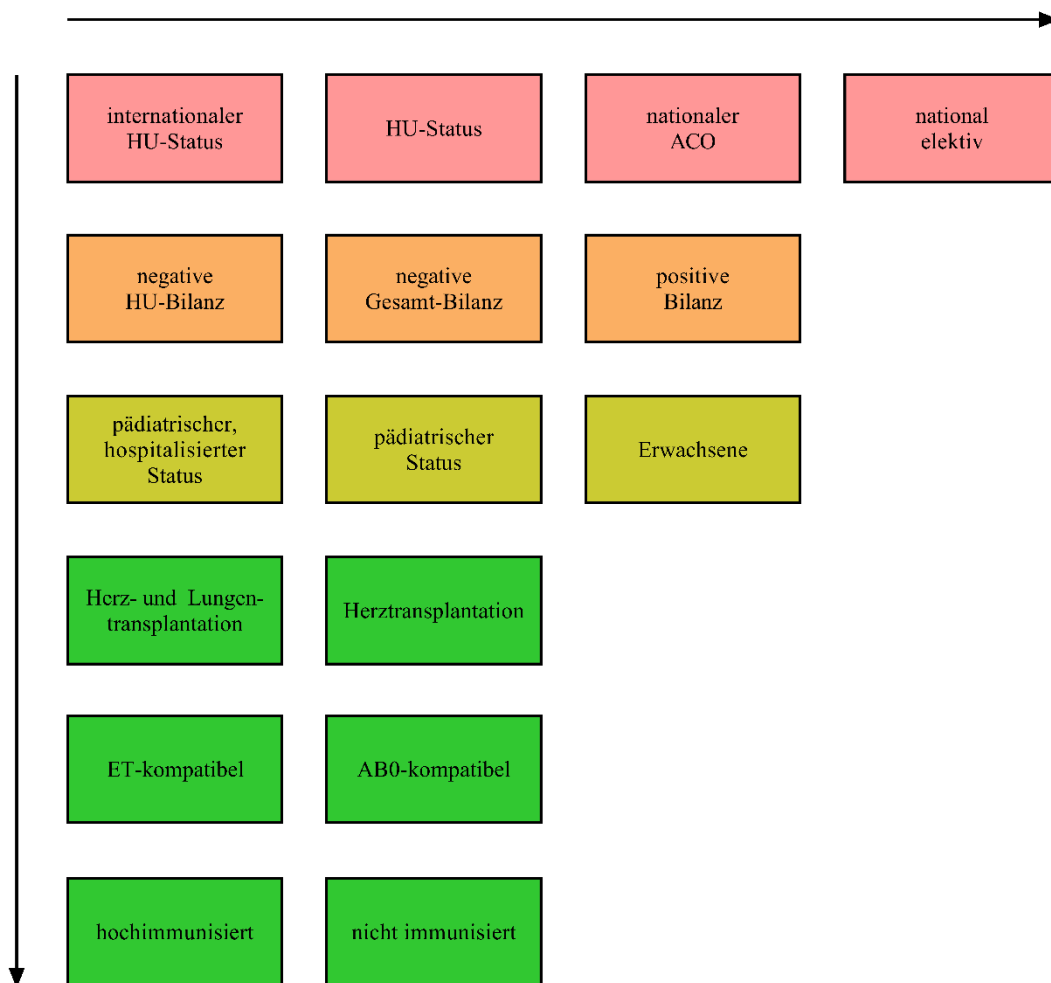 internationaler
HU-Status
HU-Status
nationaler
ACO
national
elektiv
negative
HU-Bilanz
negative
Gesamt-Bilanz
positive
Bilanz
pädiatrischer,
hospitalisierter
Status
pädiatrischer
Status
Erwachsene
Herz- und Lungen-
transplantation
Herztransplantation
ET-kompatibel
AB0-kompatibel
hochimmunisiert
nicht immunisiert